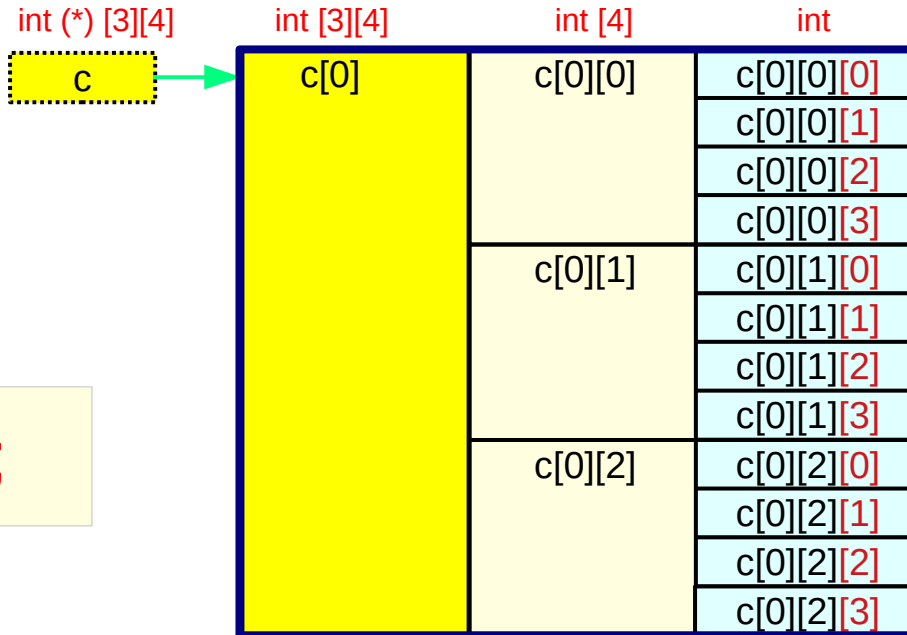 int (*) [3][4] int [3][4] int [4] int
c c[0] c[0][0] c[0][0][0]
c[0][0][1]
c[0][0][2]
c[0][0][3]
c[0][1] c[0][1][0]
c[0][1][1]
c[0][1][2]
c[0][1][3]
;
c[0][2] c[0][2][0]
c[0][2][1]
c[0][2][2]
c[0][2][3]